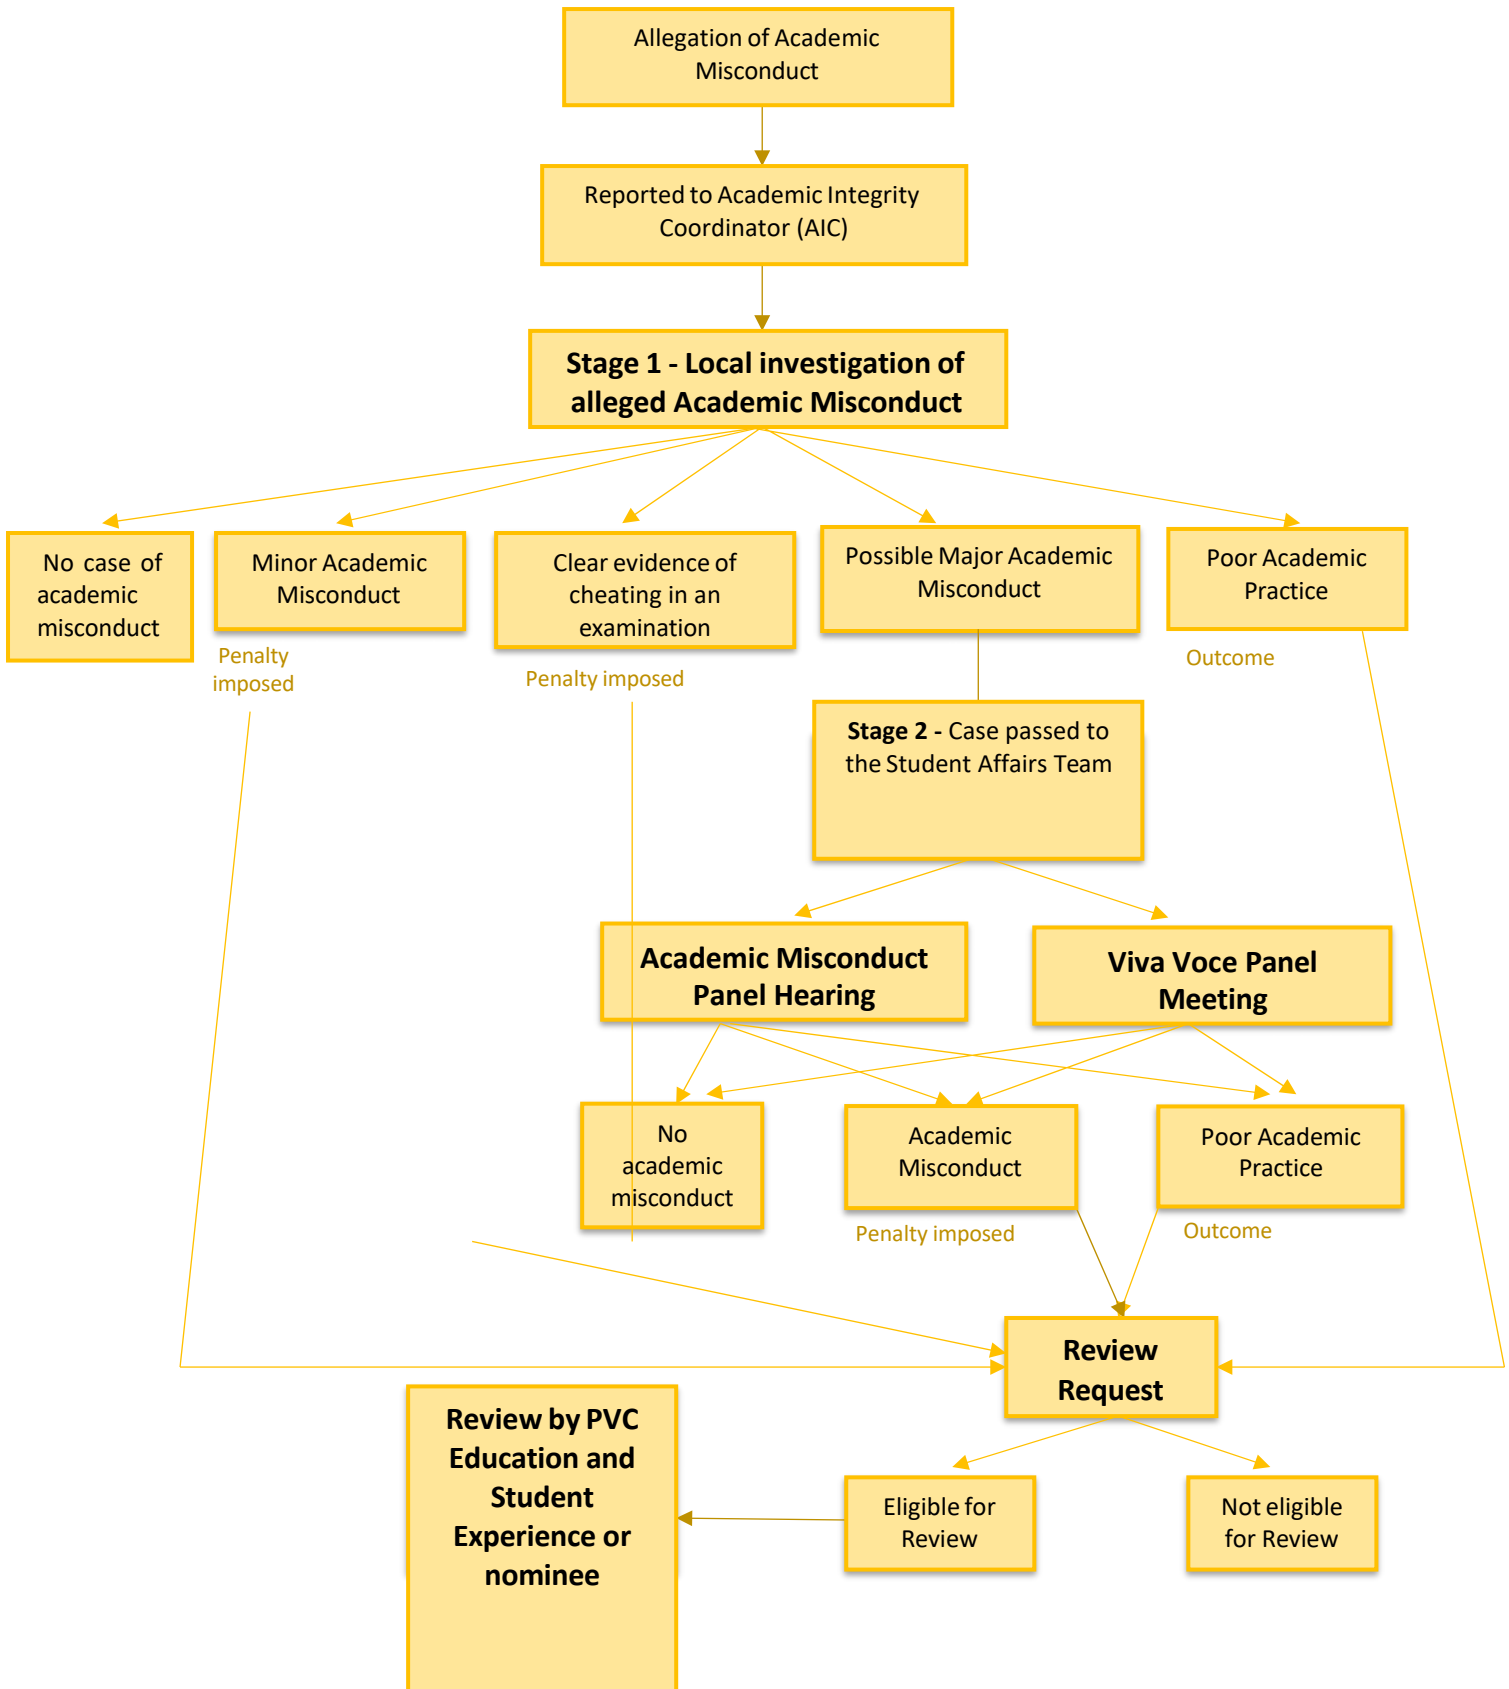 Allegation of Academic
Misconduct
Reported to Academic Integrity
Coordinator (AIC)
Stage 1 - Local investigation of
alleged Academic Misconduct
No case of
academic
misconduct
Minor Academic
Misconduct
Penalty
imposed
Clear evidence of
cheating in an
examination
Penalty imposed
Possible Major Academic
Misconduct
Poor Academic
Practice
Outcome
Stage 2 - Case passed to
the Student Affairs Team
Academic Misconduct
Panel Hearing
Viva Voce Panel
Meeting
No
academic
misconduct
Academic
Misconduct
Penalty imposed
Poor Academic
Practice
Outcome
Review
Request
Review by PVC
Education and
Student
Experience or
nominee
Eligible for
Review
Not eligible
for Review